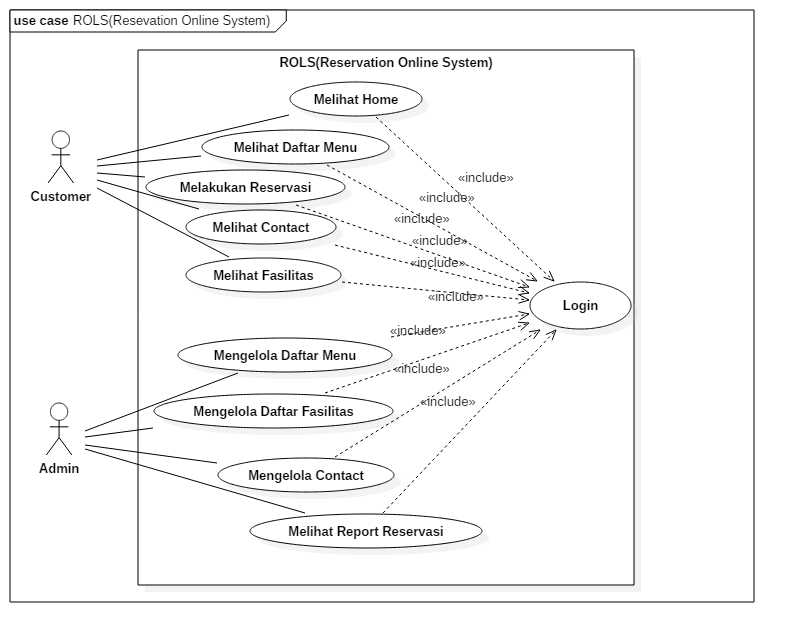 use case ROLS(Resevation Online System)
ROLS(Reservation Online System)
Melihat Home
Melihat Daftar Menu
Melakukan Reservasi
Melihat Contact
Melihat Fasilitas
Customer
«include»
«include»
«include»
«include»
«include»
«include»
Login
«include»
«include»
«include»
Mengelola Daftar Menu
Mengelola Daftar Fasilitas
Mengelola Contact
Melihat Report Reservasi
Admin